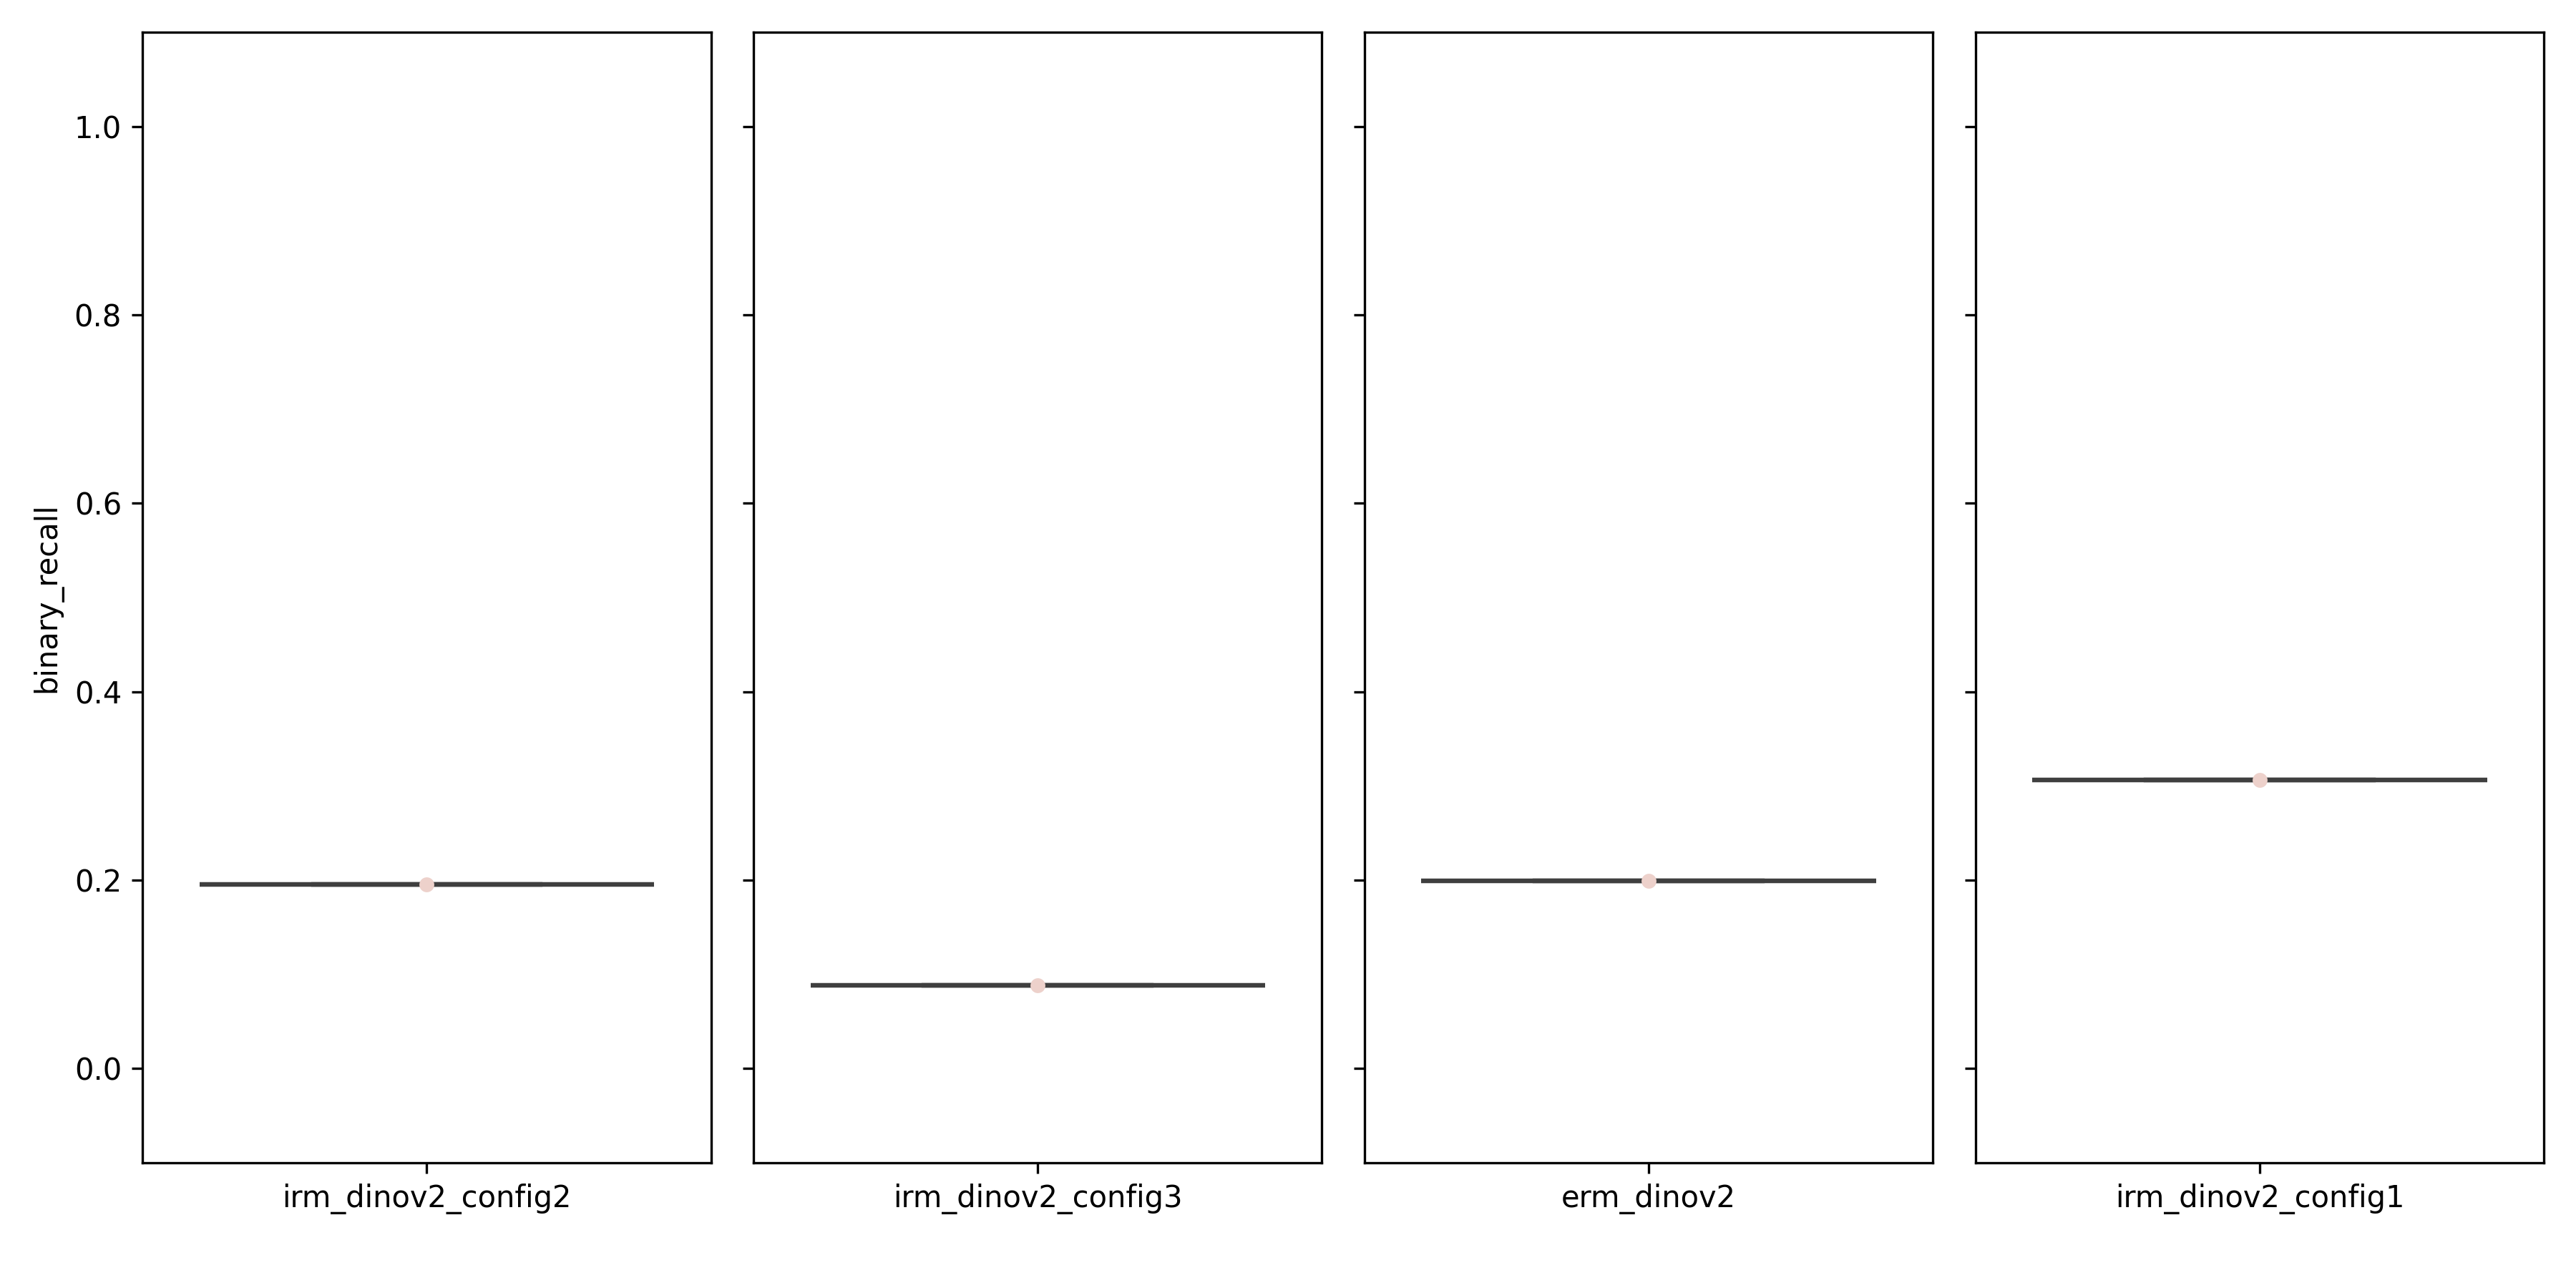 binary_recall
1.0
0.8
0.6
0.4
0.2
0.0
irm_dinov2_config2
irm_dinov2_config3
erm_dinov2
irm_dinov2_config1